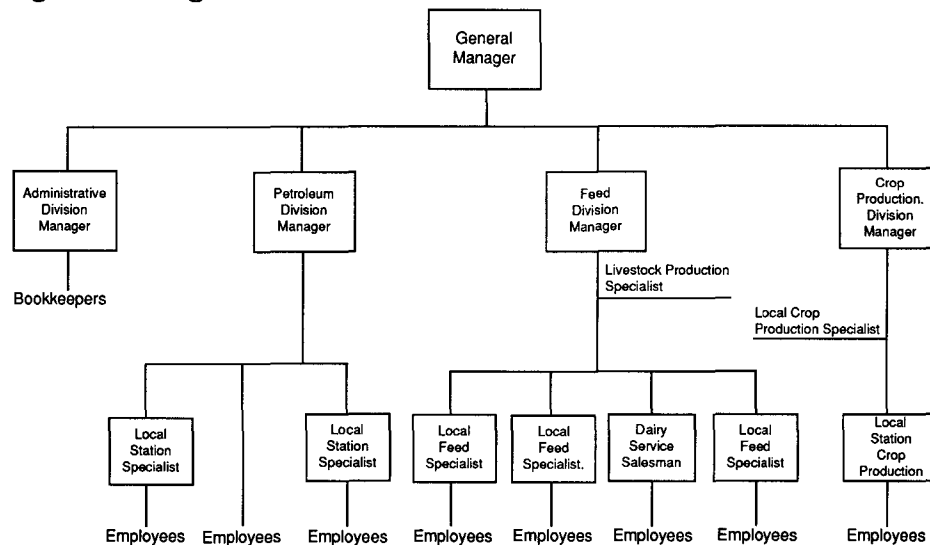 General
Manager
Administrative
Division
Manager
Petroleum
Division
Manager
Feed
Division
Manager
Crop
Production.
Division
Manager
Bookkeepers
Livestock Production
Specialist
Local Crop
Production Specialist
Local
Station
Specialist
Local
Station
Specialist
Local
Feed
Specialist
Local
Feed
Specialist.
Dairy
Service
Salesman
Local
Feed
Specialist
Local
Station
Crop
Production
Employees
Employees
Employees
Employees
Employees
Employees
Employees
Employees